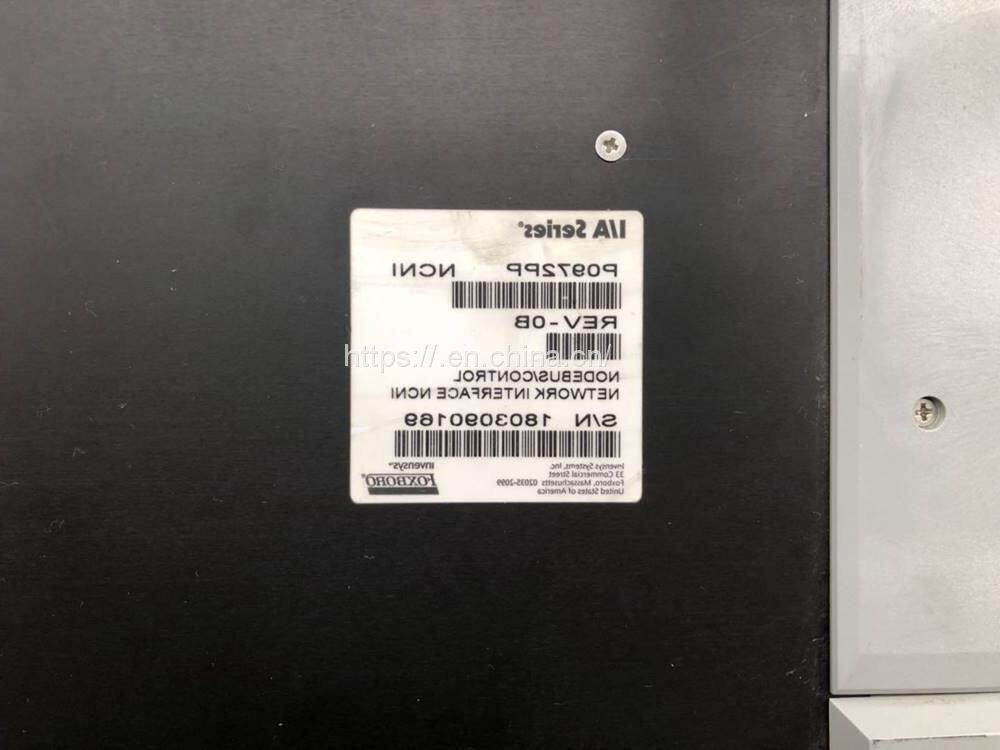 I/A Series®
P0972PP NCNI
REV-0B
https://.en.china.cn/
NODEBUS/CONTROL
NETWORK INTERFACE NCNI
S/N 1803090169
Invensys Systems, Inc.
33 Commercial Street
Foxboro, Massachusetts 02035-2099
United States of America
invensys™
FOXBORO®